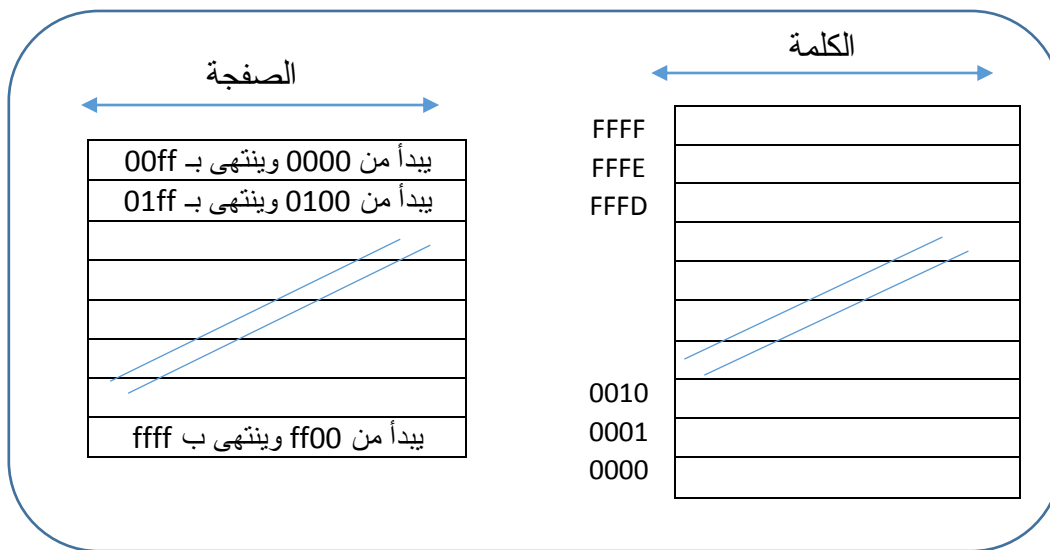 الكلمة
FFFF
FFFE
FFFD
0010
0001
0000
الصفجة
يبدأ من 0000 وينتهى بـ 00ff
يبدأ من 0100 وينتهى بـ 01ff
يبدأ من ff00 وينتهى ب ffff